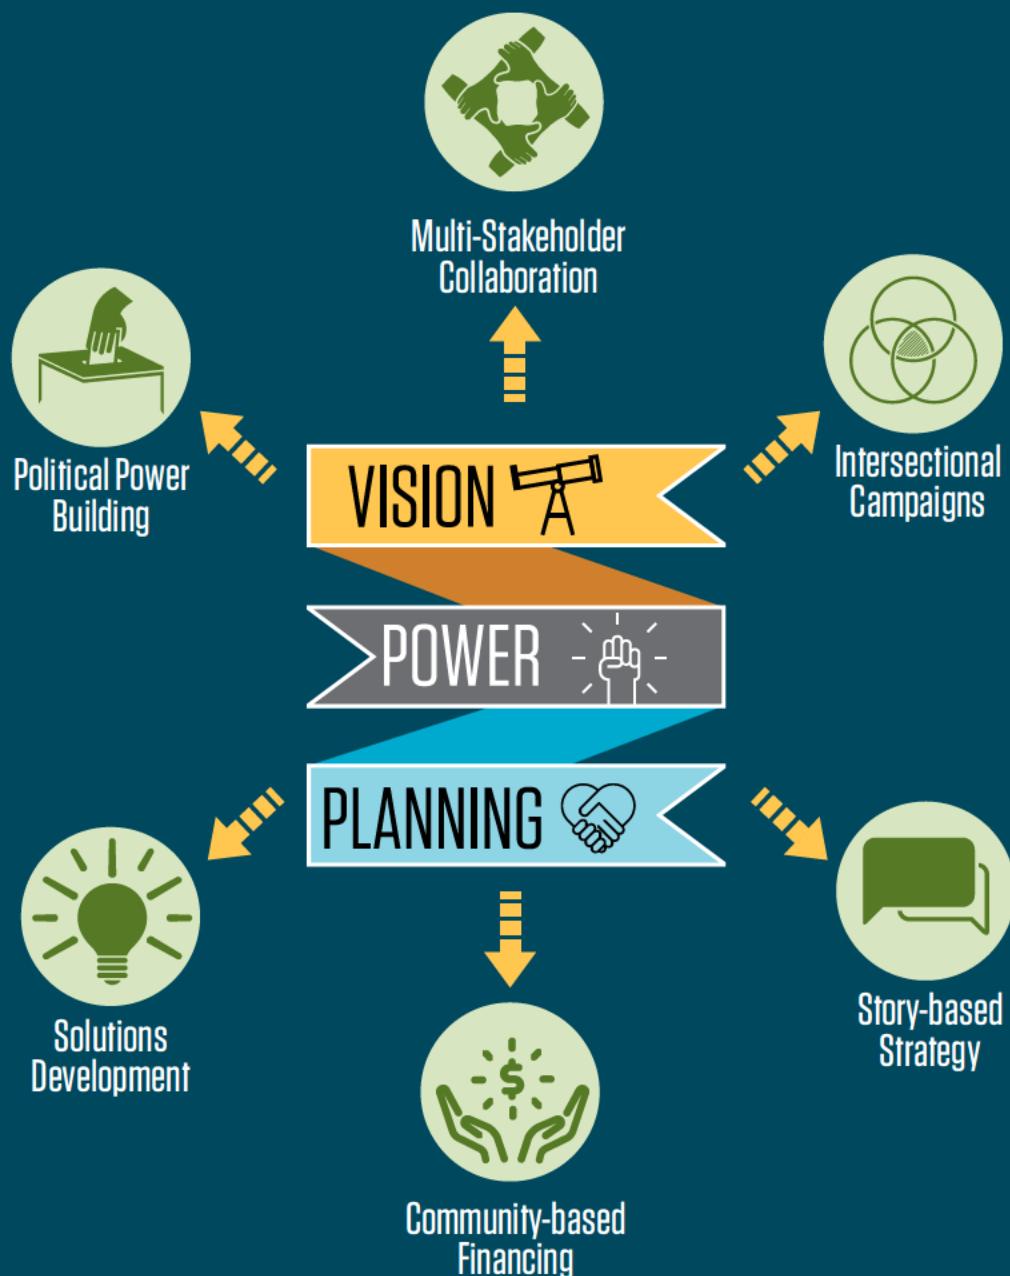 Multi-Stakeholder
Collaboration
Political Power
Building
Intersectional
Campaigns
VISION
POWER
PLANNING
Solutions
Development
Story-based
Strategy
$
Community-based
Financing